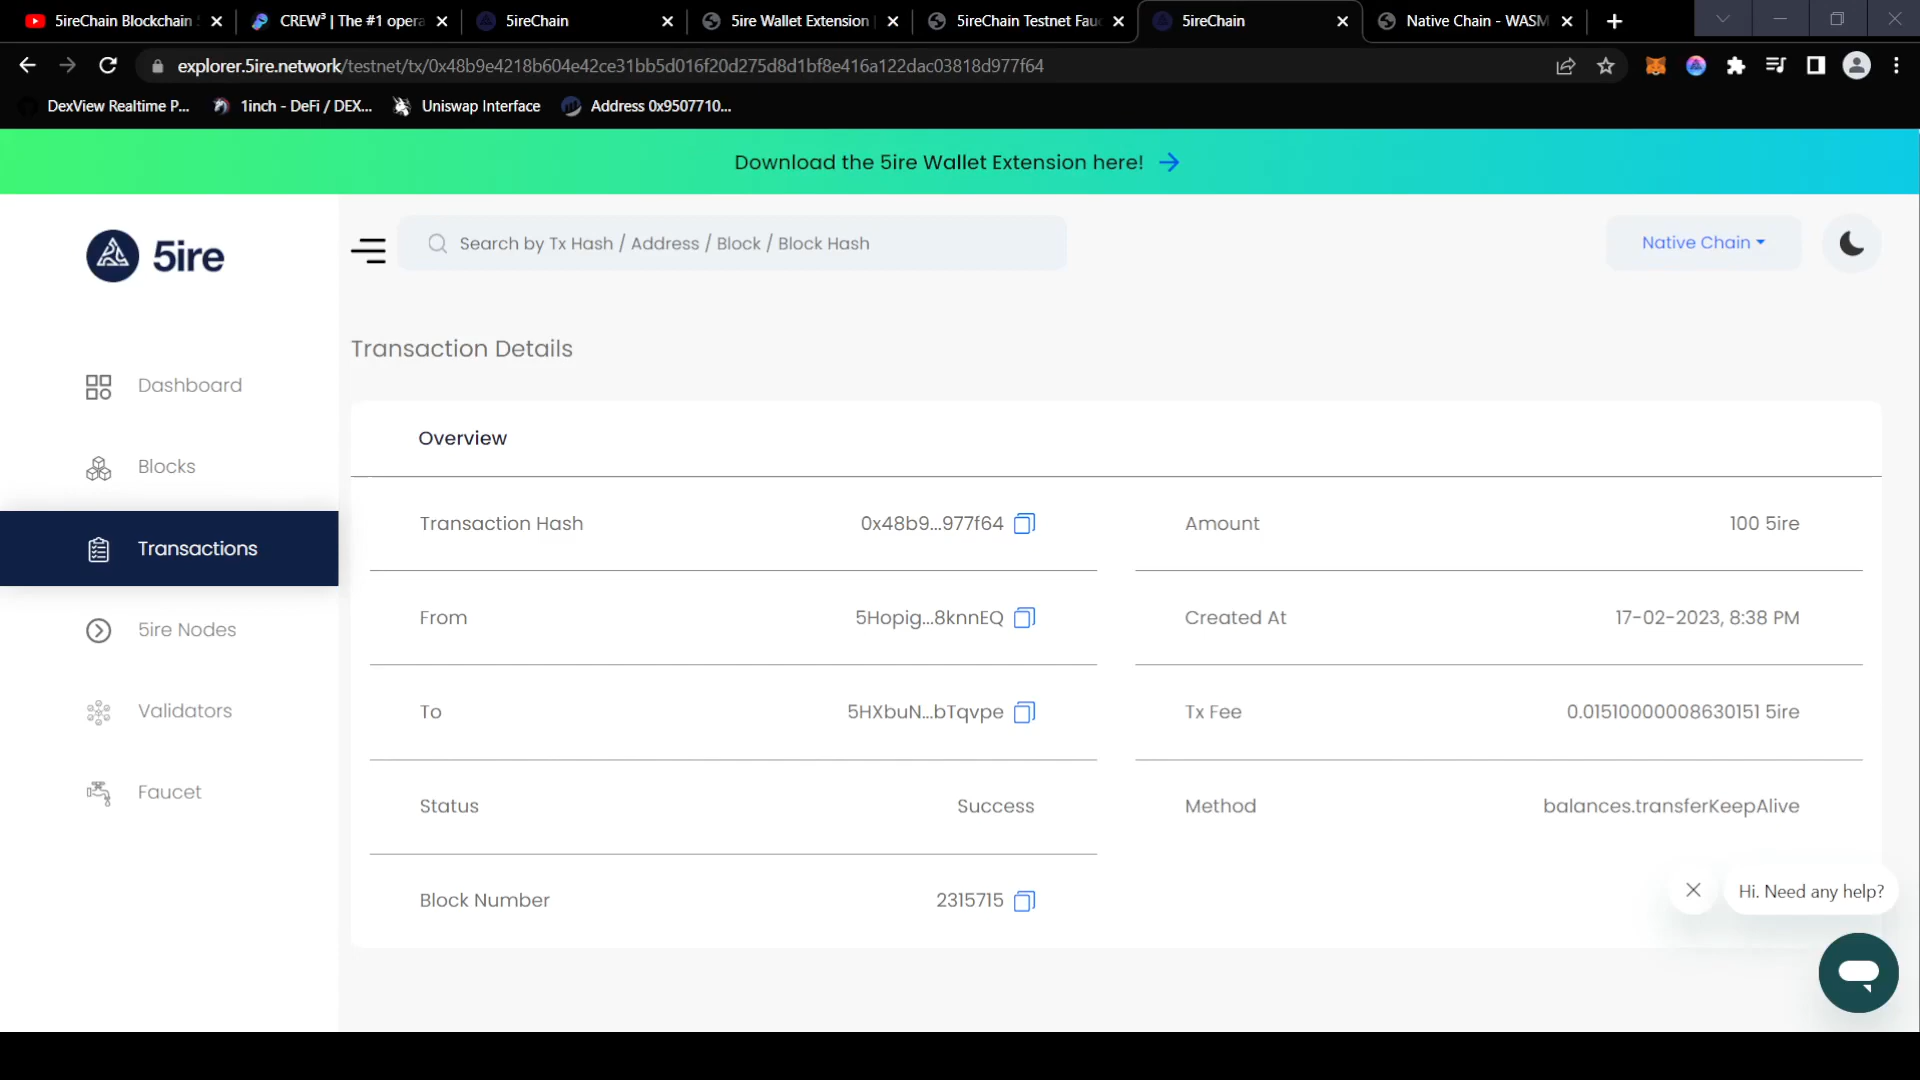 5ireChain Blockchain
CREW³ | The #1 opera
5ireChain
5ire Wallet Extension
5ireChain Testnet Fau
5ireChain
Native Chain - WASM
explorer.5ire.network/testnet/tx/0x48b9e4218b604e42ce31bb5d016f20d275d8d1bf8e416a122dac03818d977f64
DexView Realtime P...
1inch - DeFi / DEX...
Uniswap Interface
Address 0x9507710...
Download the 5ire Wallet Extension here!
5ire
Search by Tx Hash / Address / Block / Block Hash
Native Chain
Transaction Details
Dashboard
Blocks
Transactions
5ire Nodes
Validators
Faucet
Overview
Transaction Hash 0x48b9...977f64
Amount 100 5ire
From 5Hopig...8knnEQ
Created At 17-02-2023, 8:38 PM
To 5HXbuN...bTqvpe
Tx Fee 0.01510000008630151 5ire
Status Success
Method balances.transferKeepAlive
Block Number 2315715
Hi. Need any help?